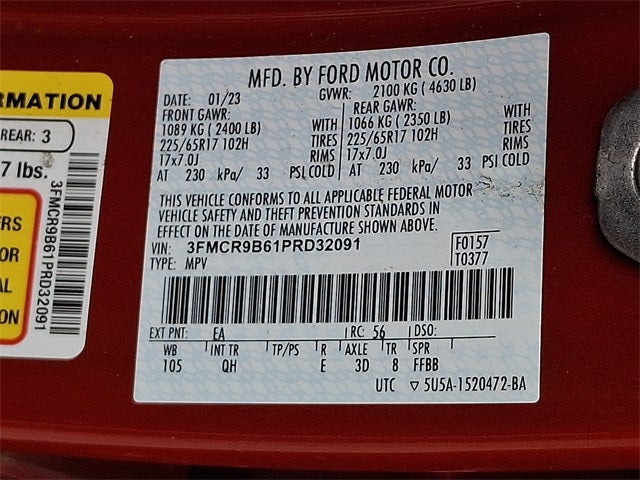 RMATION
REAR: 3
7 lbs.
RS
OR
AL
ON
3FMCR9B61PRD32091
MFD. BY FORD MOTOR CO.
DATE: 01/23 GVWR: 2100 KG ( 4630 LB)
FRONT GAWR: REAR GAWR:
1089 KG ( 2400 LB) WITH 1066 KG ( 2350 LB) WITH
225/65R17 102H TIRES 225/65R17 102H TIRES
17x7.0J RIMS 17x7.0J RIMS
AT 230 kPa/ 33 PSI COLD AT 230 kPa/ 33 PSI COLD
THIS VEHICLE CONFORMS TO ALL APPLICABLE FEDERAL MOTOR
VEHICLE SAFETY AND THEFT PREVENTION STANDARDS IN
EFFECT ON THE DATE OF MANUFACTURE SHOWN ABOVE.
VIN: 3FMCR9B61PRD32091 F0157
TYPE: MPV T0377
EXT PNT: EA RC: 56 DSO:
WB INT TR TP/PS R AXLE TR SPR
105 QH E 3D 8 FFBB
UTC ▽ 5U5A-1520472-BA